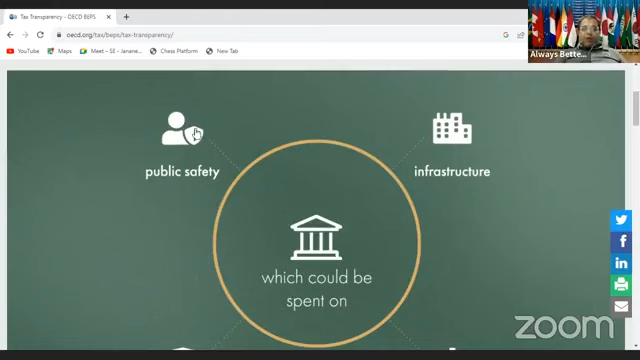 Tax Transparency - OECD BEPS
oecd.org/tax/beps/tax-transparency/
YouTube
Maps
Meet – SE - Janane...
Chess Platform
New Tab
Always Bette...
public safety
infrastructure
which could be
spent on
zoom